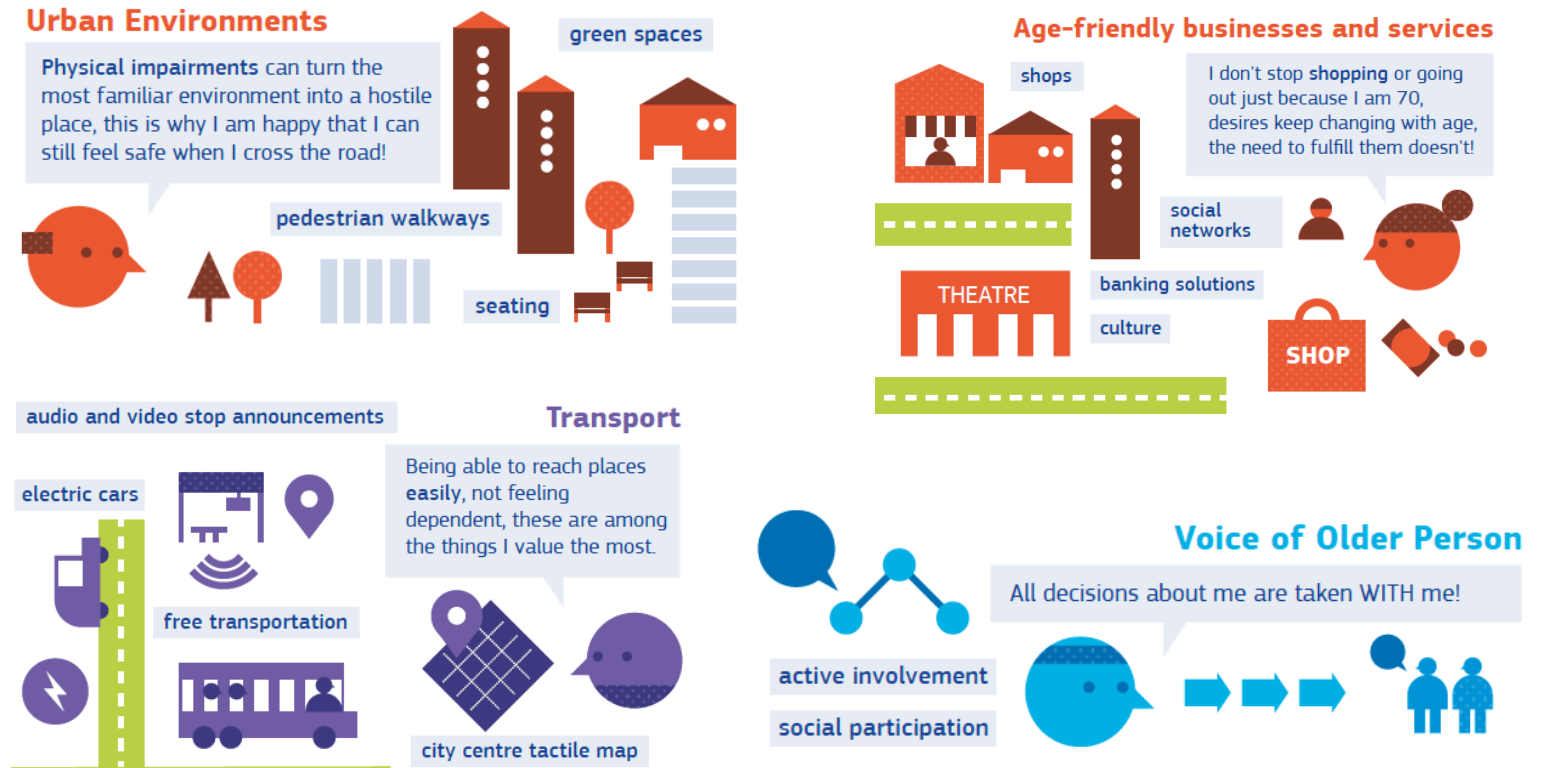 Urban Environments
green spaces
Physical impairments can turn the
most familiar environment into a hostile
place, this is why I am happy that I can
still feel safe when I cross the road!
pedestrian walkways
seating
Age-friendly businesses and services
shops
I don't stop shopping or going
out just because I am 70,
desires keep changing with age,
the need to fulfill them doesn't!
social
networks
THEATRE
banking solutions
culture
SHOP
audio and video stop announcements
Transport
electric cars
Being able to reach places
easily, not feeling
dependent, these are among
the things I value the most.
free transportation
city centre tactile map
Voice of Older Person
All decisions about me are taken WITH me!
active involvement
social participation